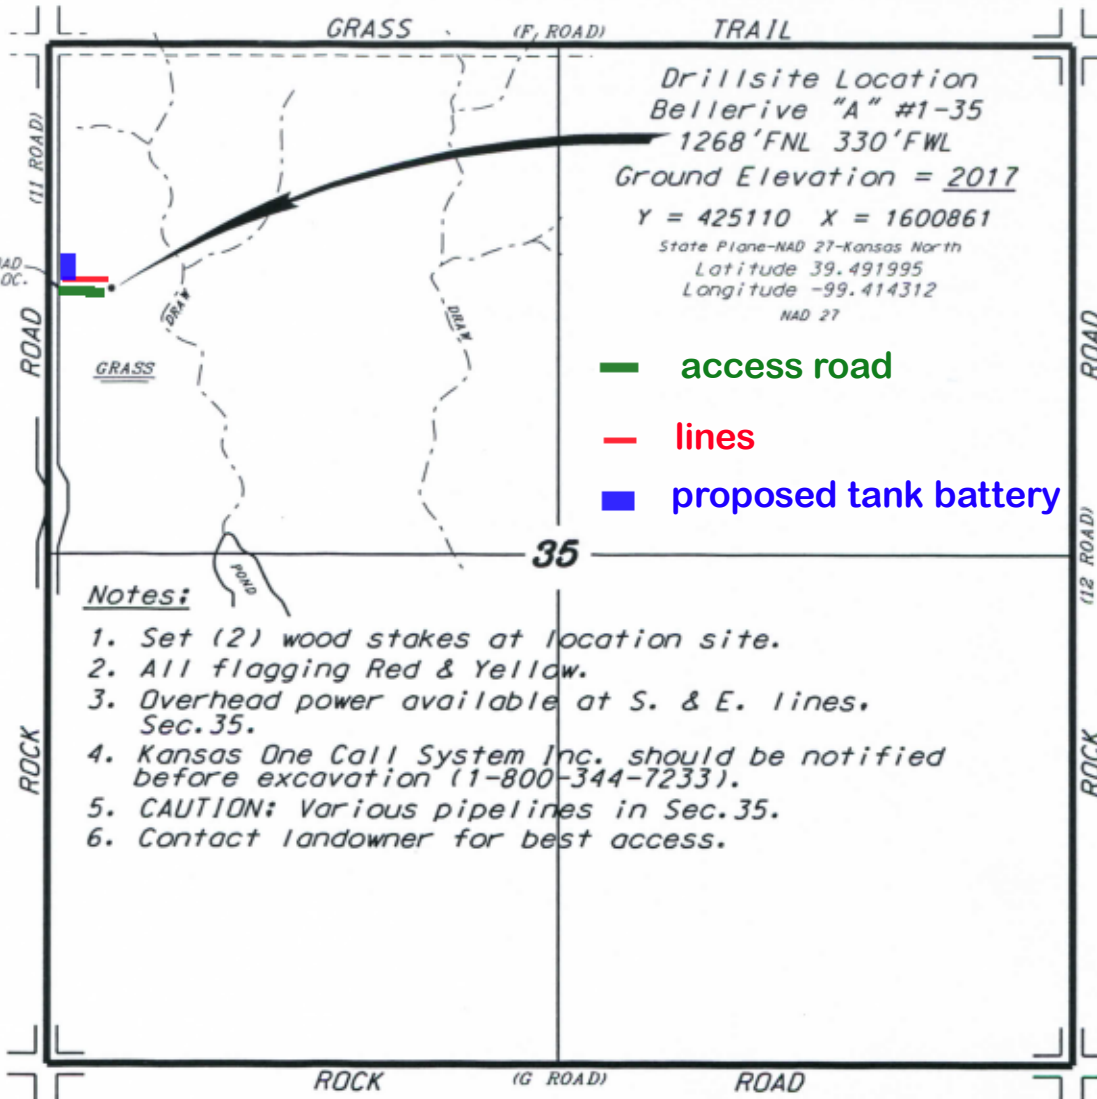 GRASS (F, ROAD) TRAIL
Drillsite Location
Bellerive "A" #1-35
1268'FNL 330'FWL
Ground Elevation = 2017
Y = 425110 X = 1600861
State Plane-NAD 27-Kansas North
Latitude 39.491995
Longitude -99.414312
NAD 27
(11 ROAD)
OC.
ROAD
DRAW
DRAW
GRASS
ROAD
access road
lines
proposed tank battery
35
(12 ROAD)
POND
Notes:
1. Set (2) wood stakes at location site.
2. All flagging Red & Yellow.
3. Overhead power available at S. & E. lines,
Sec.35.
4. Kansas One Call System Inc. should be notified
before excavation (1-800-344-7233).
5. CAUTION: Various pipelines in Sec.35.
6. Contact landowner for best access.
ROCK
ROCK
ROCK (G ROAD) ROAD